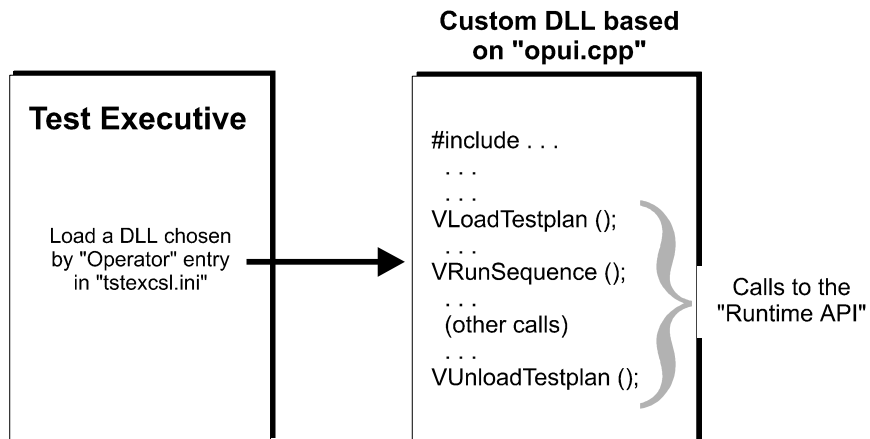 Custom DLL based
on "opui.cpp"
Test Executive
Load a DLL chosen
by "Operator" entry
in "tstexcsl.ini"
#include . . .
. . .
. . .
VLoadTestplan ();
. . .
VRunSequence ();
. . .
(other calls)
. . .
VUnloadTestplan ();
Calls to the
"Runtime API"